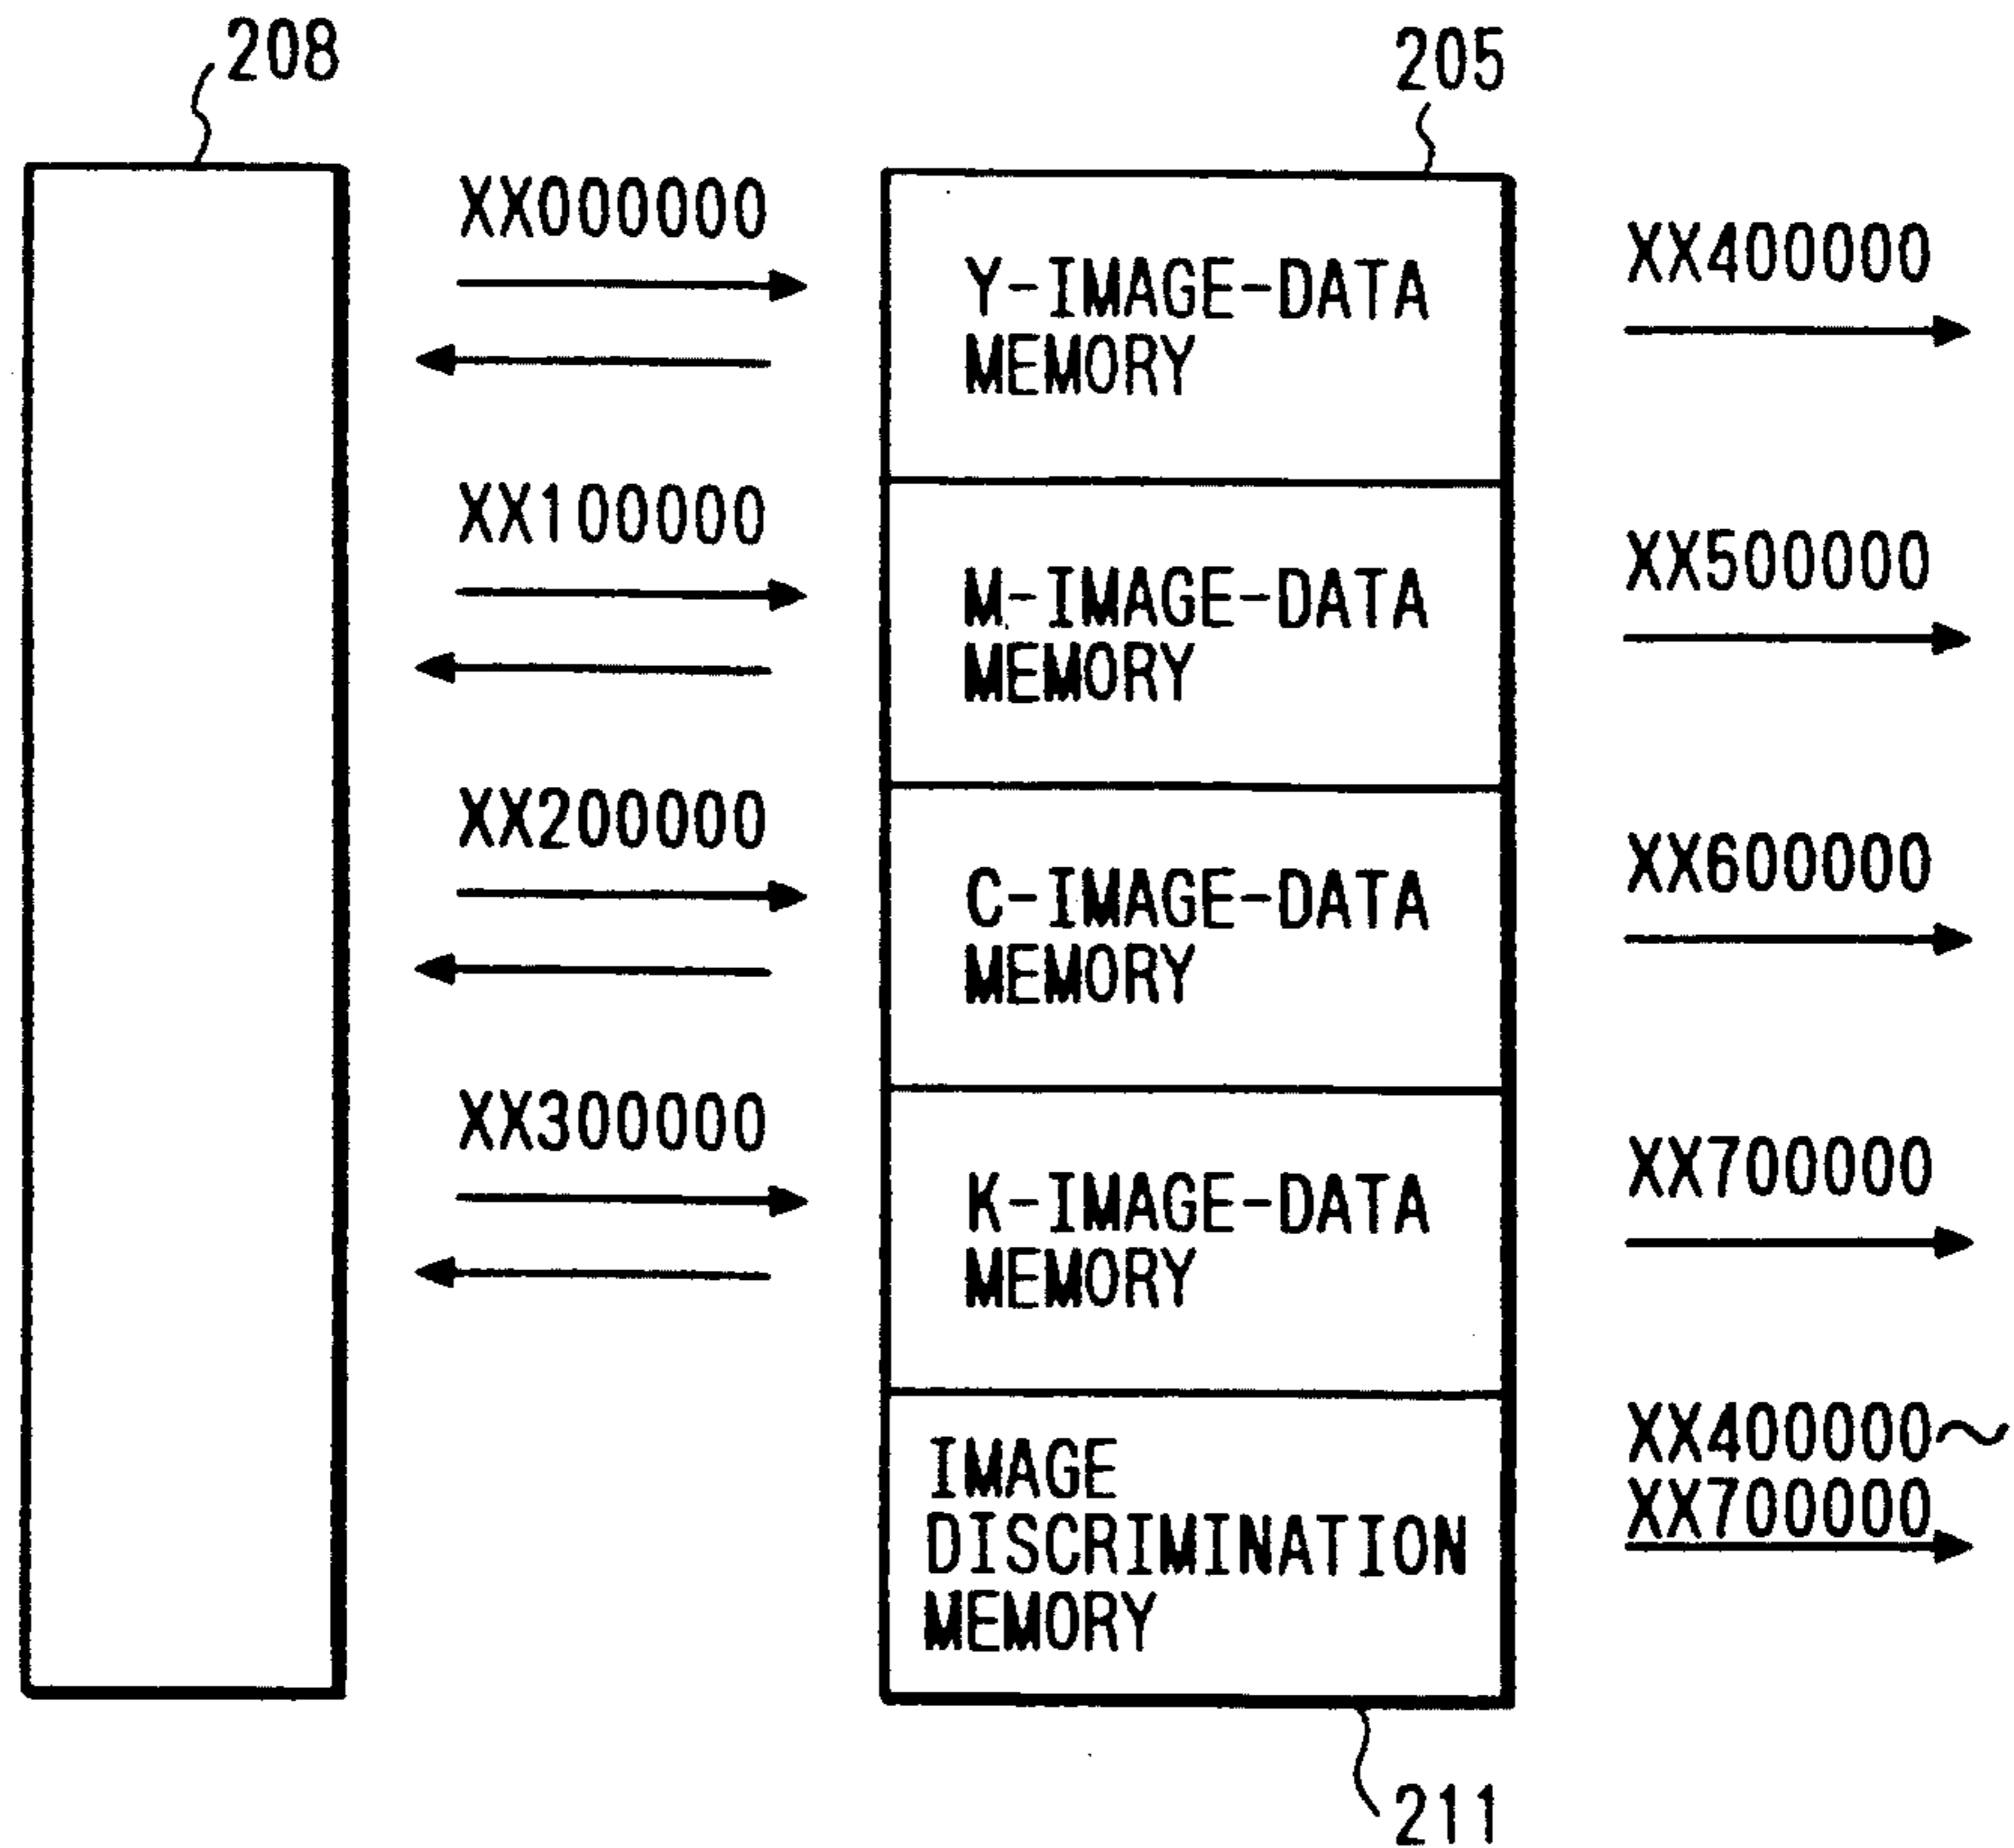 208
205
XX000000
Y-IMAGE-DATA
MEMORY
XX400000
XX100000
M-IMAGE-DATA
MEMORY
XX500000
XX200000
C-IMAGE-DATA
MEMORY
XX600000
XX300000
K-IMAGE-DATA
MEMORY
XX700000
IMAGE
DISCRIMINATION
MEMORY
XX400000~
XX700000
211